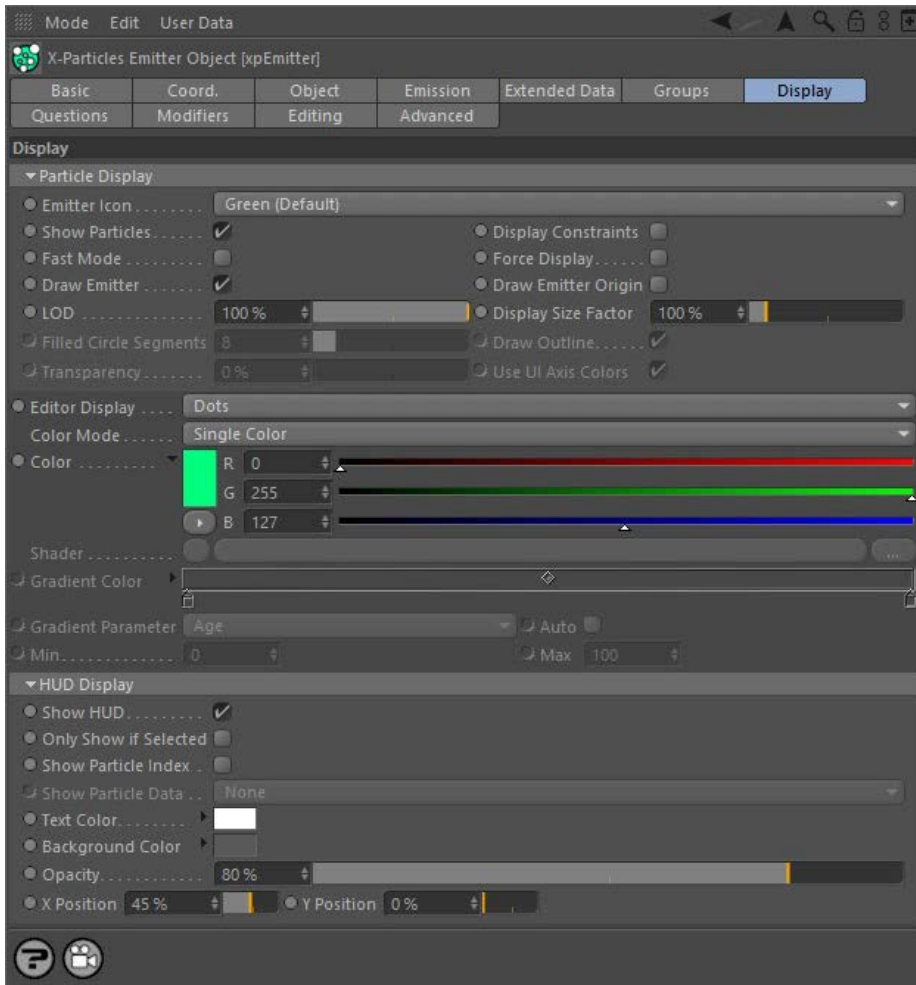 Mode Edit User Data
X-Particles Emitter Object [xpEmitter]
Basic Coord. Object Emission Extended Data Groups Display
Questions Modifiers Editing Advanced
Display
Particle Display
Emitter Icon . . . . . . . . Green (Default)
Show Particles. . . . . . Display Constraints
Fast Mode . . . . . . . . . Force Display. . . . . .
Draw Emitter . . . . . . . Draw Emitter Origin
LOD . . . . . . . . . . . . . 100 % Display Size Factor 100 %
Filled Circle Segments 8 Draw Outline. . . . . .
Transparency. . . . . . . 0 % Use UI Axis Colors
Editor Display . . . . Dots
Color Mode . . . . . . Single Color
Color . . . . . . . . . R 0
G 255
B 127
Shader . . . . . . . . . . ...
Gradient Color
Gradient Parameter Age Auto
Min. . . . . . . . . . . . . 0 Max 100
HUD Display
Show HUD. . . . . . . . .
Only Show if Selected
Show Particle Index .
Show Particle Data . . None
Text Color. . . . . . . .
Background Color
Opacity. . . . . . . . . . . 80 %
X Position 45 % Y Position 0 %